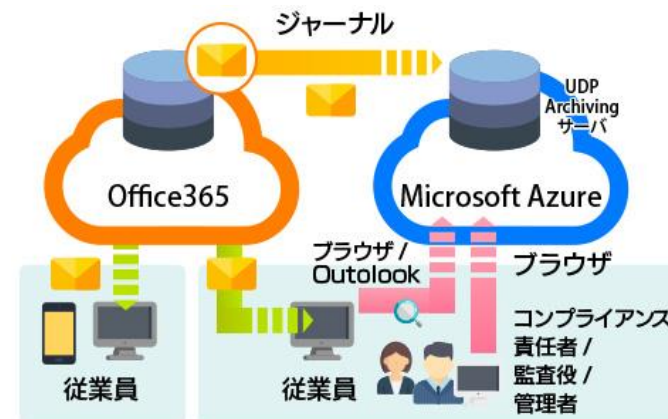 ジャーナル
UDP
Archiving
サーバ
Office365
Microsoft Azure
ブラウザ /
Outolook
ブラウザ
従業員
従業員
コンプライアンス
責任者 /
監査役 /
管理者